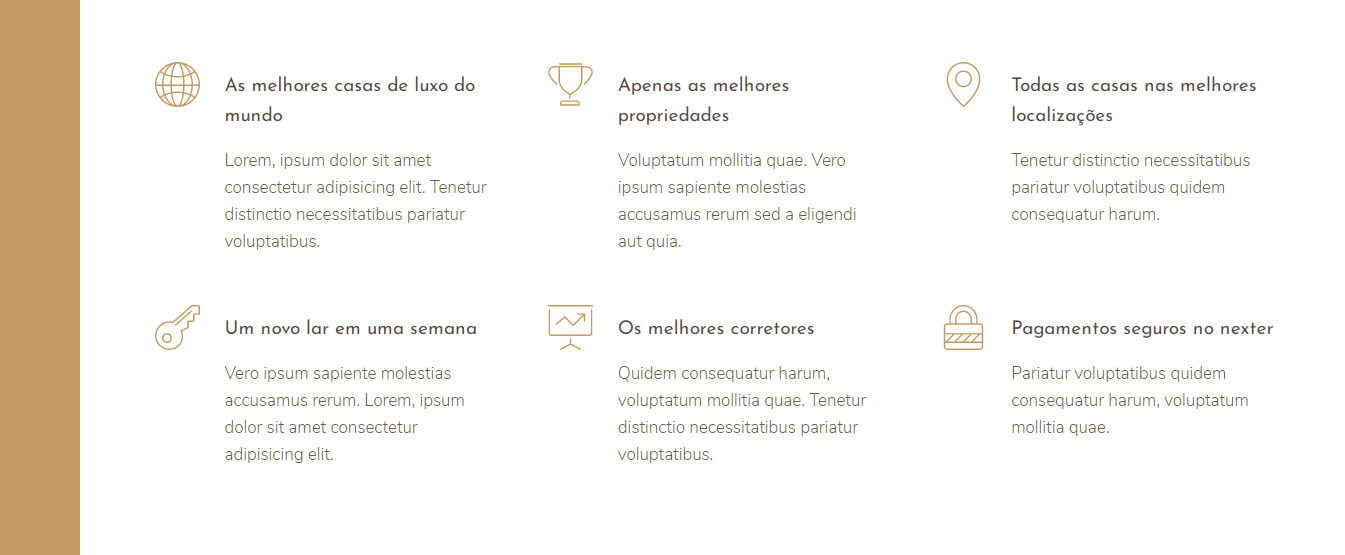 As melhores casas de luxo do
mundo
Lorem, ipsum dolor sit amet
consectetur adipisicing elit. Tenetur
distinctio necessitatibus pariatur
voluptatibus.
Apenas as melhores
propriedades
Voluptatum mollitia quae. Vero
ipsum sapiente molestias
accusamus rerum sed a eligendi
aut quia.
Todas as casas nas melhores
localizações
Tenetur distinctio necessitatibus
pariatur voluptatibus quidem
consequatur harum.
Um novo lar em uma semana
Vero ipsum sapiente molestias
accusamus rerum. Lorem, ipsum
dolor sit amet consectetur
adipisicing elit.
Os melhores corretores
Quidem consequatur harum,
voluptatum mollitia quae. Tenetur
distinctio necessitatibus pariatur
voluptatibus.
Pagamentos seguros no nexter
Pariatur voluptatibus quidem
consequatur harum, voluptatum
mollitia quae.